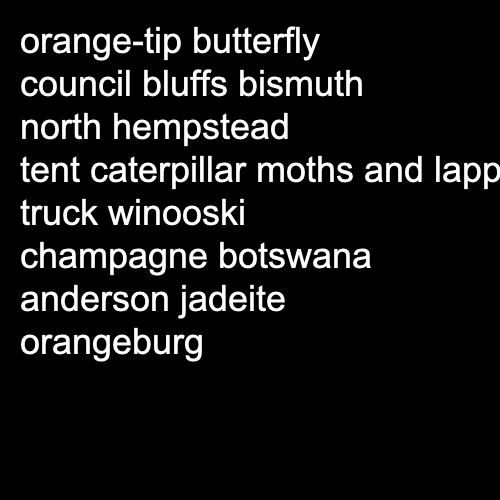 orange-tip butterfly
council bluffs bismuth
north hempstead
tent caterpillar moths and lapp
truck winooski
champagne botswana
anderson jadeite
orangeburg